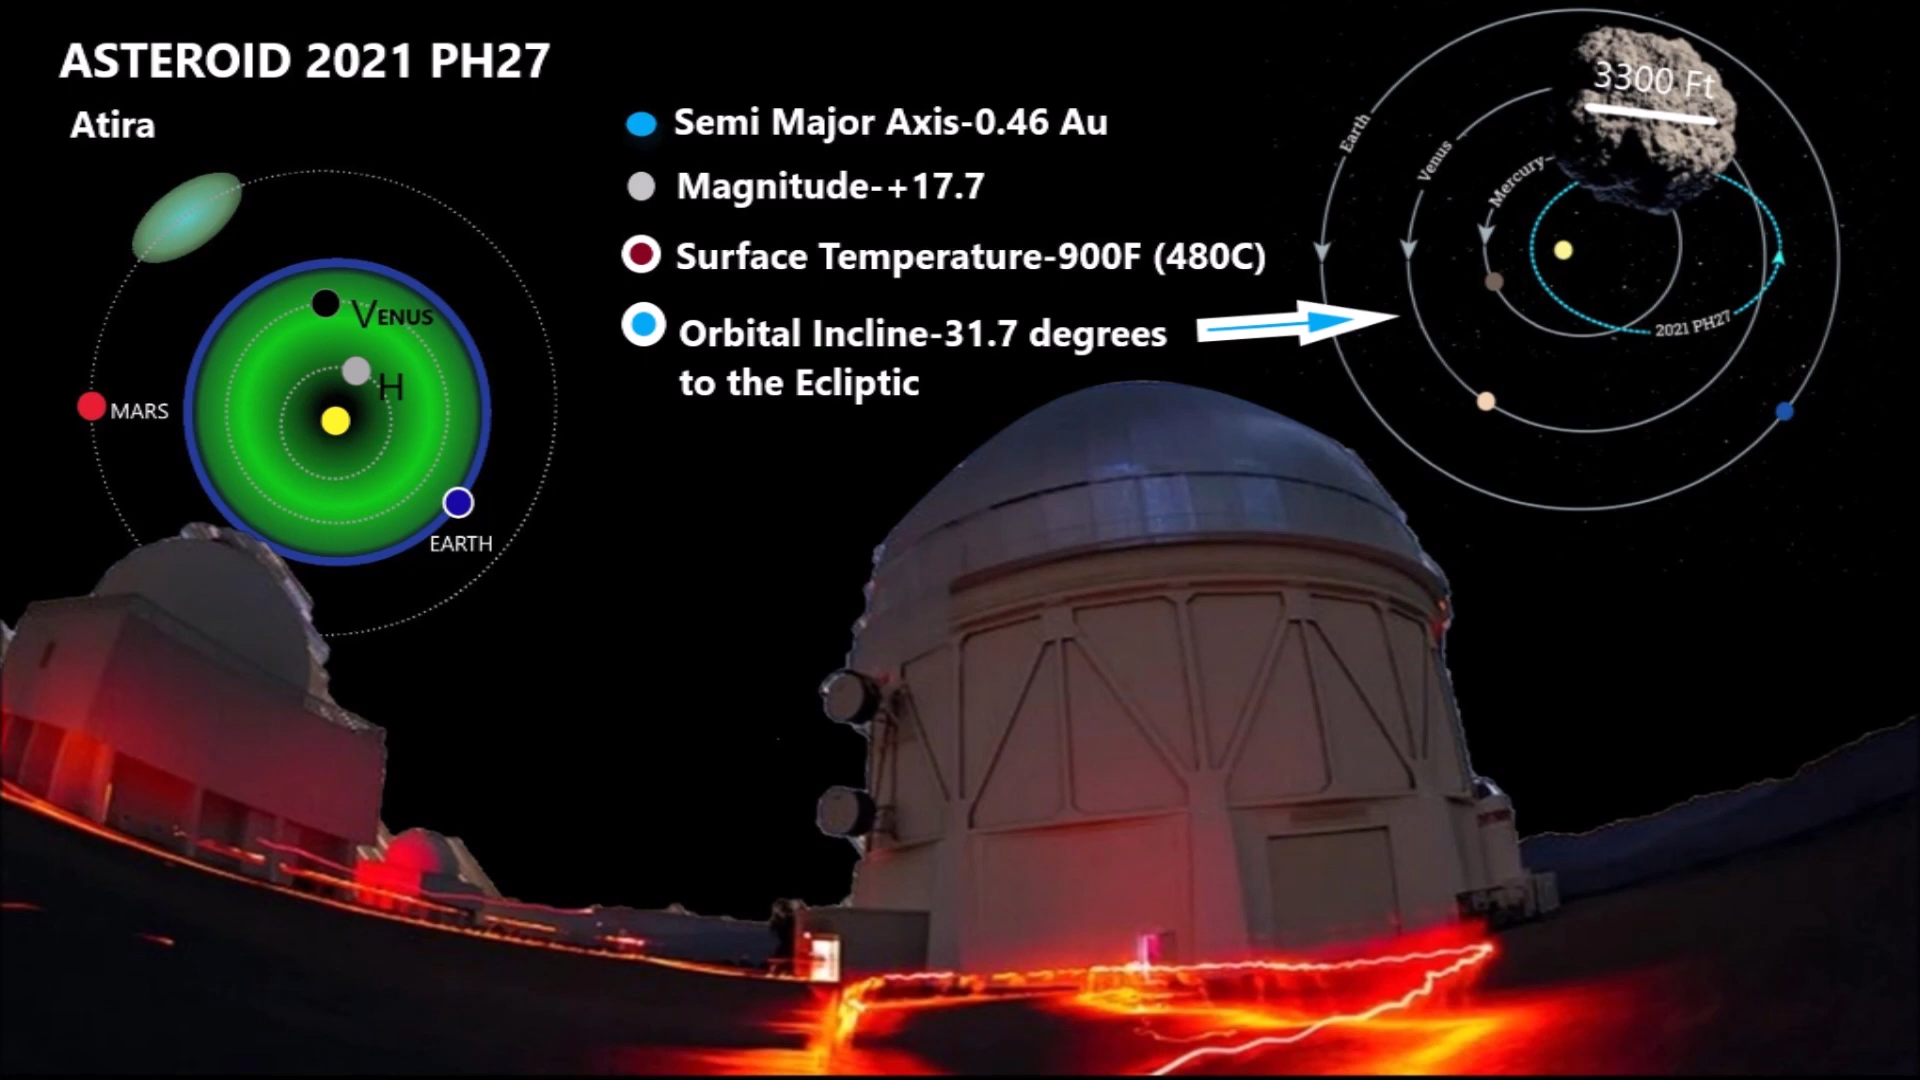 ASTEROID 2021 PH27
Atira
Semi Major Axis-0.46 Au
Magnitude-+17.7
Surface Temperature-900F (480C)
Orbital Incline-31.7 degrees
to the Ecliptic
VENUS
H
MARS
EARTH
3300 Ft
Earth
Venus
Mercury
2021 PH27